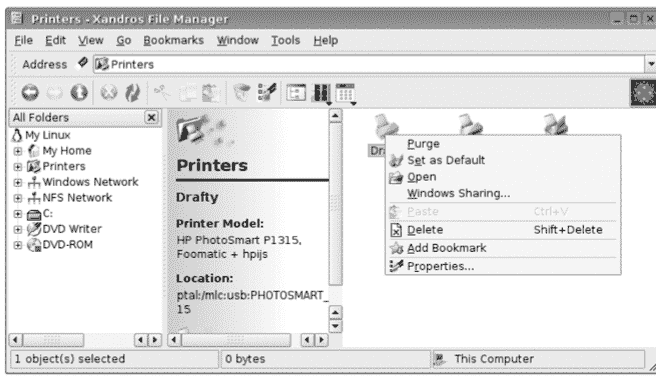 Printers - Xandros File Manager
File Edit View Go Bookmarks Window Tools Help
Address Printers
All Folders
My Linux
My Home
Printers
Windows Network
NFS Network
C:
DVD Writer
DVD-ROM
Printers
Drafty
Printer Model:
HP PhotoSmart P1315,
Foomatic + hpijs
Location:
ptal:/mlc:usb:PHOTOSMART_
15
Dra
Purge
Set as Default
Open
Windows Sharing...
Paste Ctrl+V
Delete Shift+Delete
Add Bookmark
Properties...
1 object(s) selected
0 bytes
This Computer